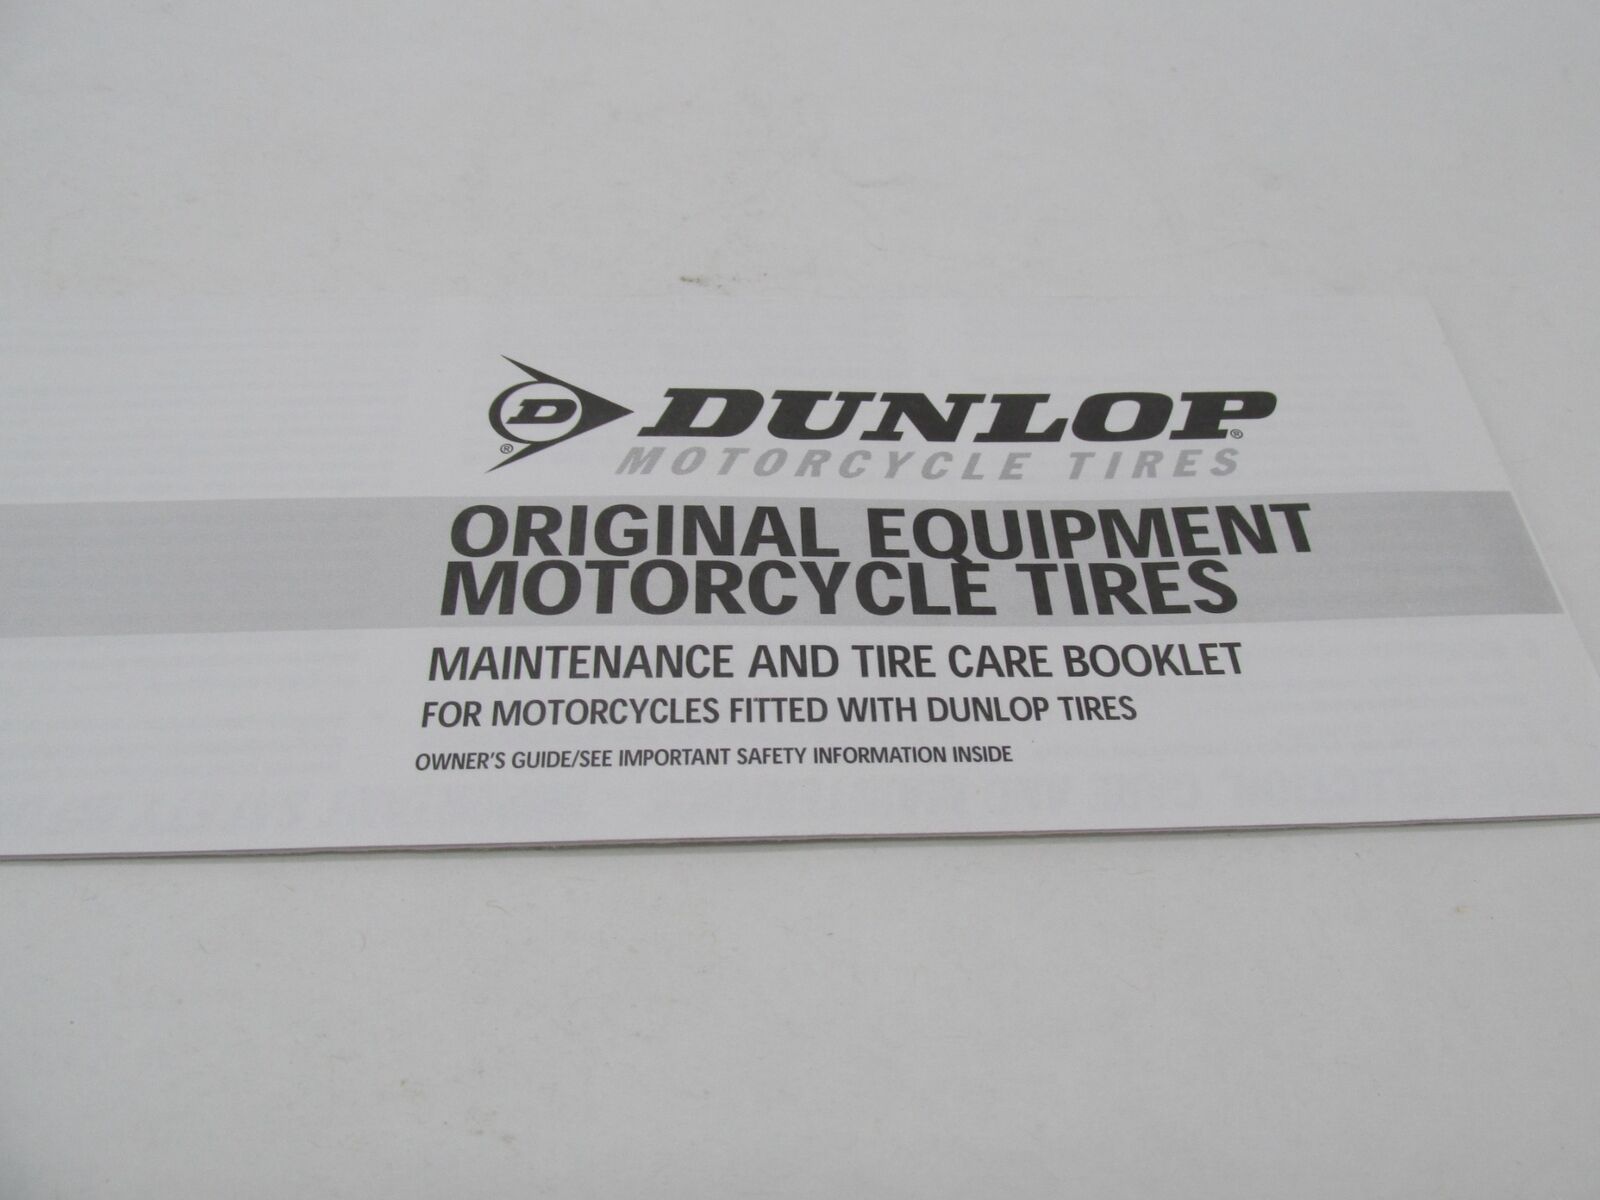 D DUNLOP®
®
MOTORCYCLE TIRES
ORIGINAL EQUIPMENT
MOTORCYCLE TIRES
MAINTENANCE AND TIRE CARE BOOKLET
FOR MOTORCYCLES FITTED WITH DUNLOP TIRES
OWNER'S GUIDE/SEE IMPORTANT SAFETY INFORMATION INSIDE